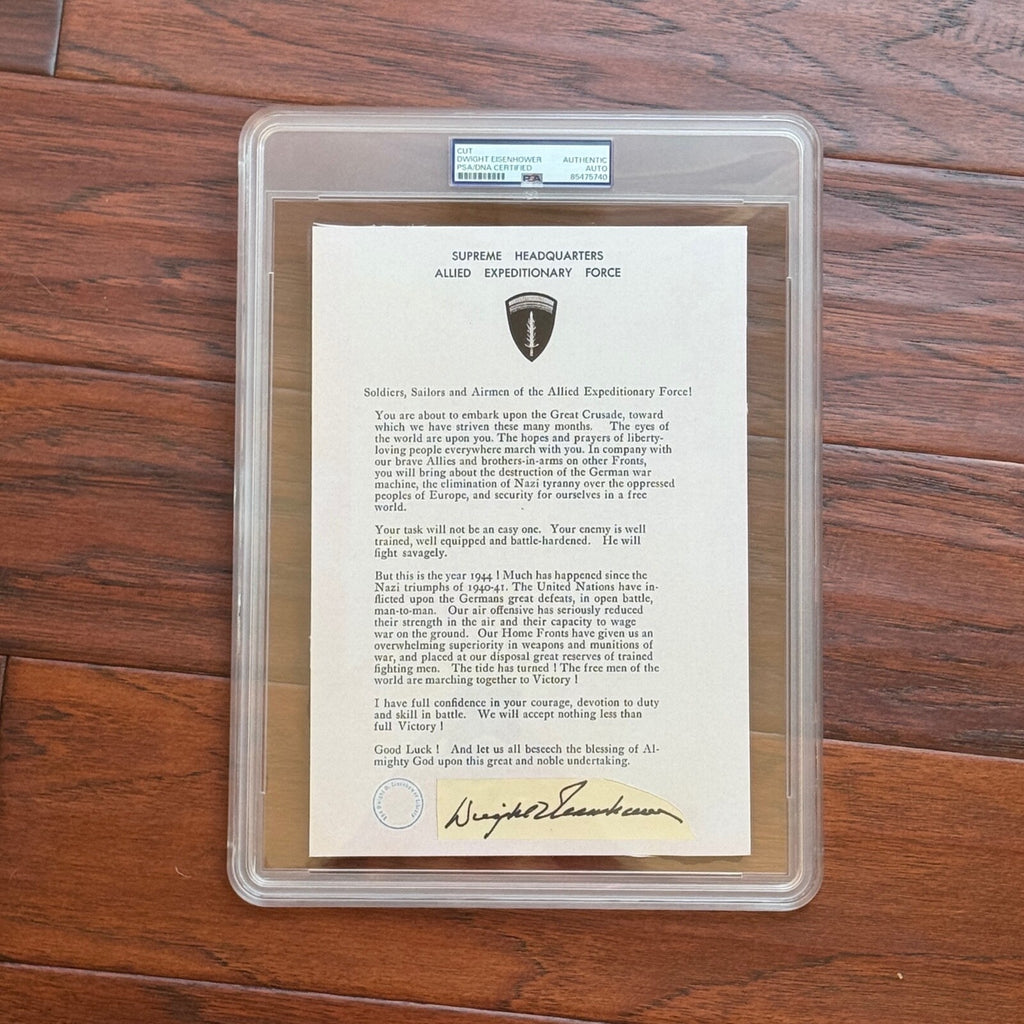 CUT
DWIGHT EISENHOWER AUTHENTIC
PSA/DNA CERTIFIED AUTO
PSA 85475740
SUPREME HEADQUARTERS
ALLIED EXPEDITIONARY FORCE
Soldiers, Sailors and Airmen of the Allied Expeditionary Force!
You are about to embark upon the Great Crusade, toward
which we have striven these many months. The eyes of
the world are upon you. The hopes and prayers of liberty-
loving people everywhere march with you. In company with
our brave Allies and brothers-in-arms on other Fronts,
you will bring about the destruction of the German war
machine, the elimination of Nazi tyranny over the oppressed
peoples of Europe, and security for ourselves in a free
world.
Your task will not be an easy one. Your enemy is well
trained, well equipped and battle-hardened. He will
fight savagely.
But this is the year 1944 ! Much has happened since the
Nazi triumphs of 1940-41. The United Nations have in-
flicted upon the Germans great defeats, in open battle,
man-to-man. Our air offensive has seriously reduced
their strength in the air and their capacity to wage
war on the ground. Our Home Fronts have given us an
overwhelming superiority in weapons and munitions of
war, and placed at our disposal great reserves of trained
fighting men. The tide has turned ! The free men of the
world are marching together to Victory !
I have full confidence in your courage, devotion to duty
and skill in battle. We will accept nothing less than
full Victory !
Good Luck ! And let us all beseech the blessing of Al-
mighty God upon this great and noble undertaking.
The Dwight D. Eisenhower Library
Dwight D Eisenhower